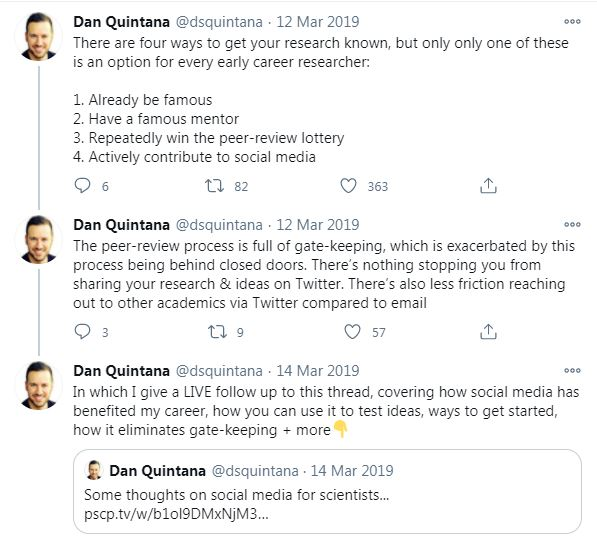 Dan Quintana @dsquintana · 12 Mar 2019
There are four ways to get your research known, but only only one of these
is an option for every early career researcher:
1. Already be famous
2. Have a famous mentor
3. Repeatedly win the peer-review lottery
4. Actively contribute to social media
6 82 363
Dan Quintana @dsquintana · 12 Mar 2019
The peer-review process is full of gate-keeping, which is exacerbated by this
process being behind closed doors. There's nothing stopping you from
sharing your research & ideas on Twitter. There's also less friction reaching
out to other academics via Twitter compared to email
3 9 57
Dan Quintana @dsquintana · 14 Mar 2019
In which I give a LIVE follow up to this thread, covering how social media has
benefited my career, how you can use it to test ideas, ways to get started,
how it eliminates gate-keeping + more👇
Dan Quintana @dsquintana · 14 Mar 2019
Some thoughts on social media for scientists...
pscp.tv/w/b1oI9DMxNjM3...